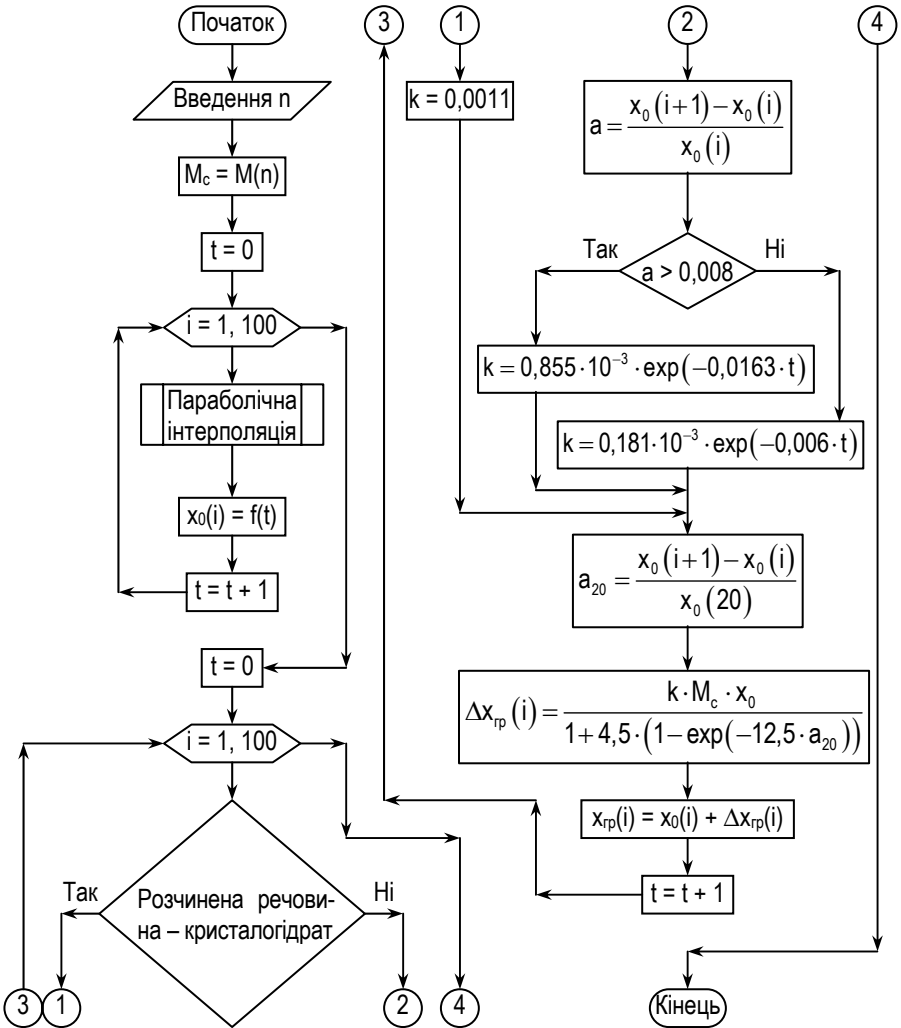 Початок
Введення n
Mс = M(n)
t = 0
i = 1, 100
Параболічна
інтерполяція
x₀(i) = f(t)
t = t + 1
t = 0
i = 1, 100
Так
Ні
Розчинена речови-
на – кристалогідрат
3
1
2
4
3
1
k = 0,0011
2
a = (x₀(i+1) − x₀(i)) / x₀(i)
Так
Ні
a > 0,008
k = 0,855·10⁻³·exp(−0,0163·t)
k = 0,181·10⁻³·exp(−0,006·t)
a₂₀ = (x₀(i+1) − x₀(i)) / x₀(20)
Δxгр(i) = (k·Mс·x₀) / (1+4,5·(1−exp(−12,5·a₂₀)))
xгр(i) = x₀(i) + Δxгр(i)
t = t + 1
4
Кінець